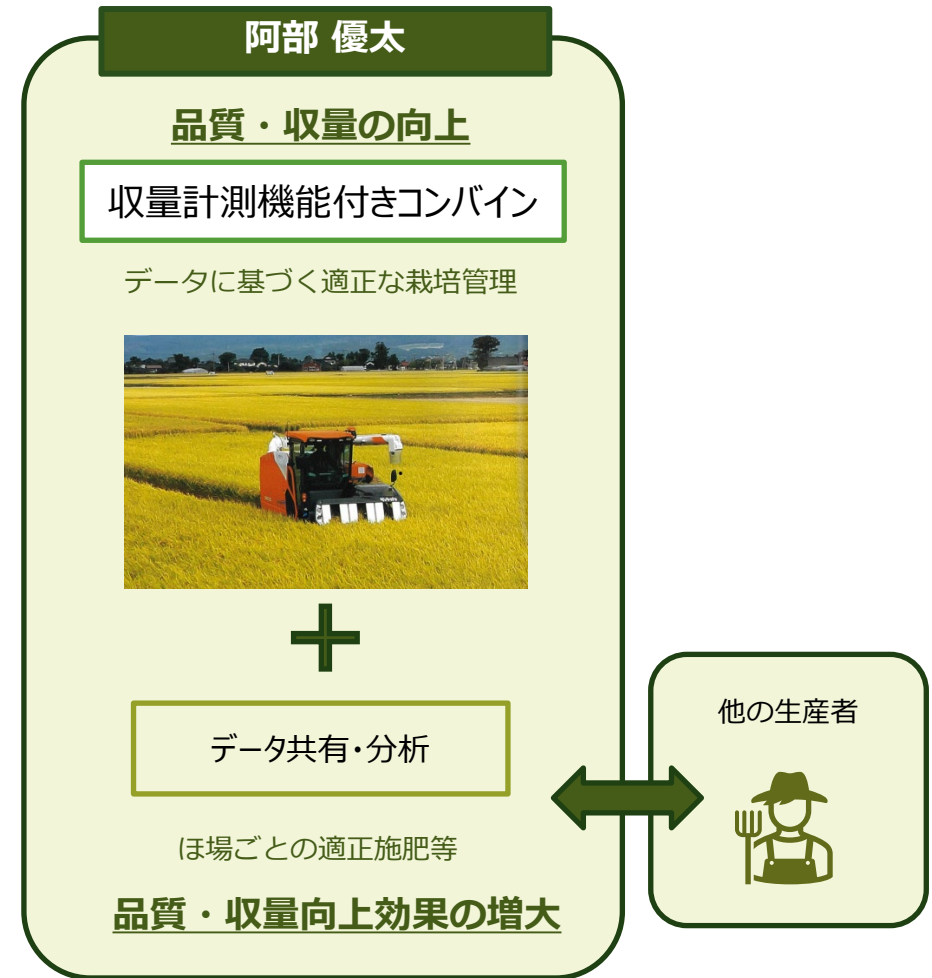 阿部 優太
品質・収量の向上
収量計測機能付きコンバイン
データに基づく適正な栽培管理
Kubota
データ共有・分析
ほ場ごとの適正施肥等
品質・収量向上効果の増大
他の生産者